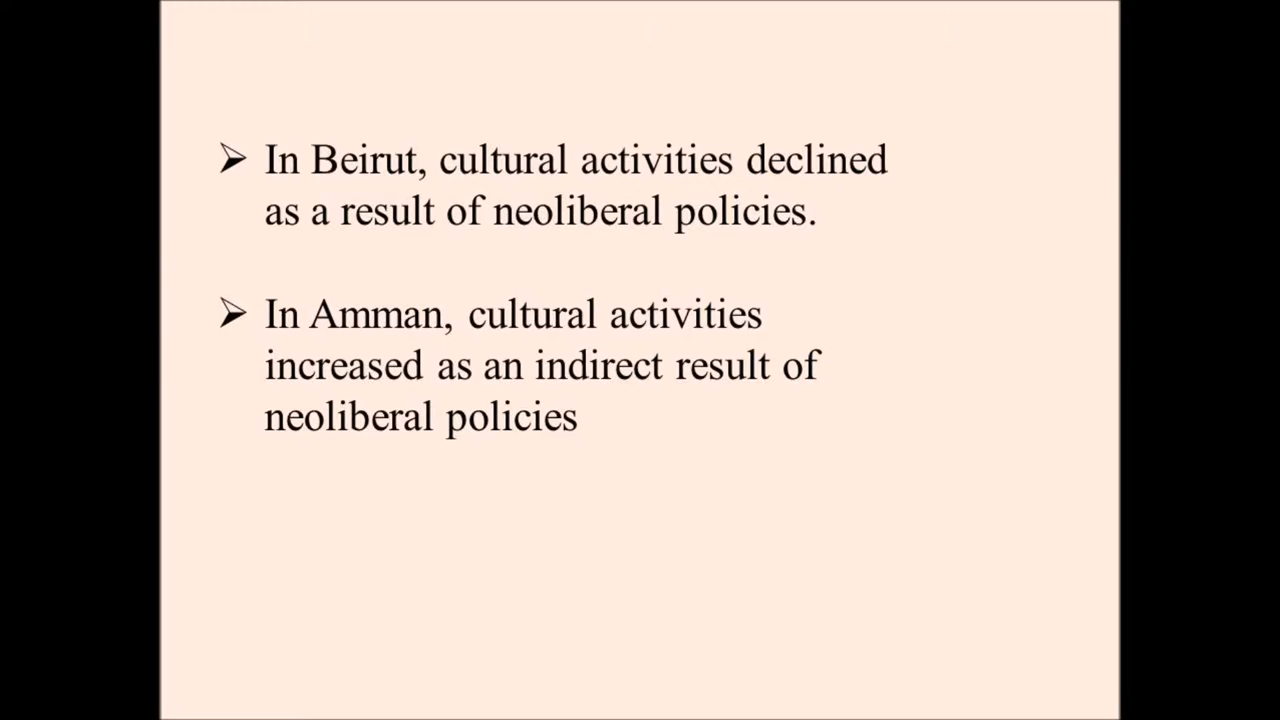 ➢ In Beirut, cultural activities declined
as a result of neoliberal policies.
➢ In Amman, cultural activities
increased as an indirect result of
neoliberal policies